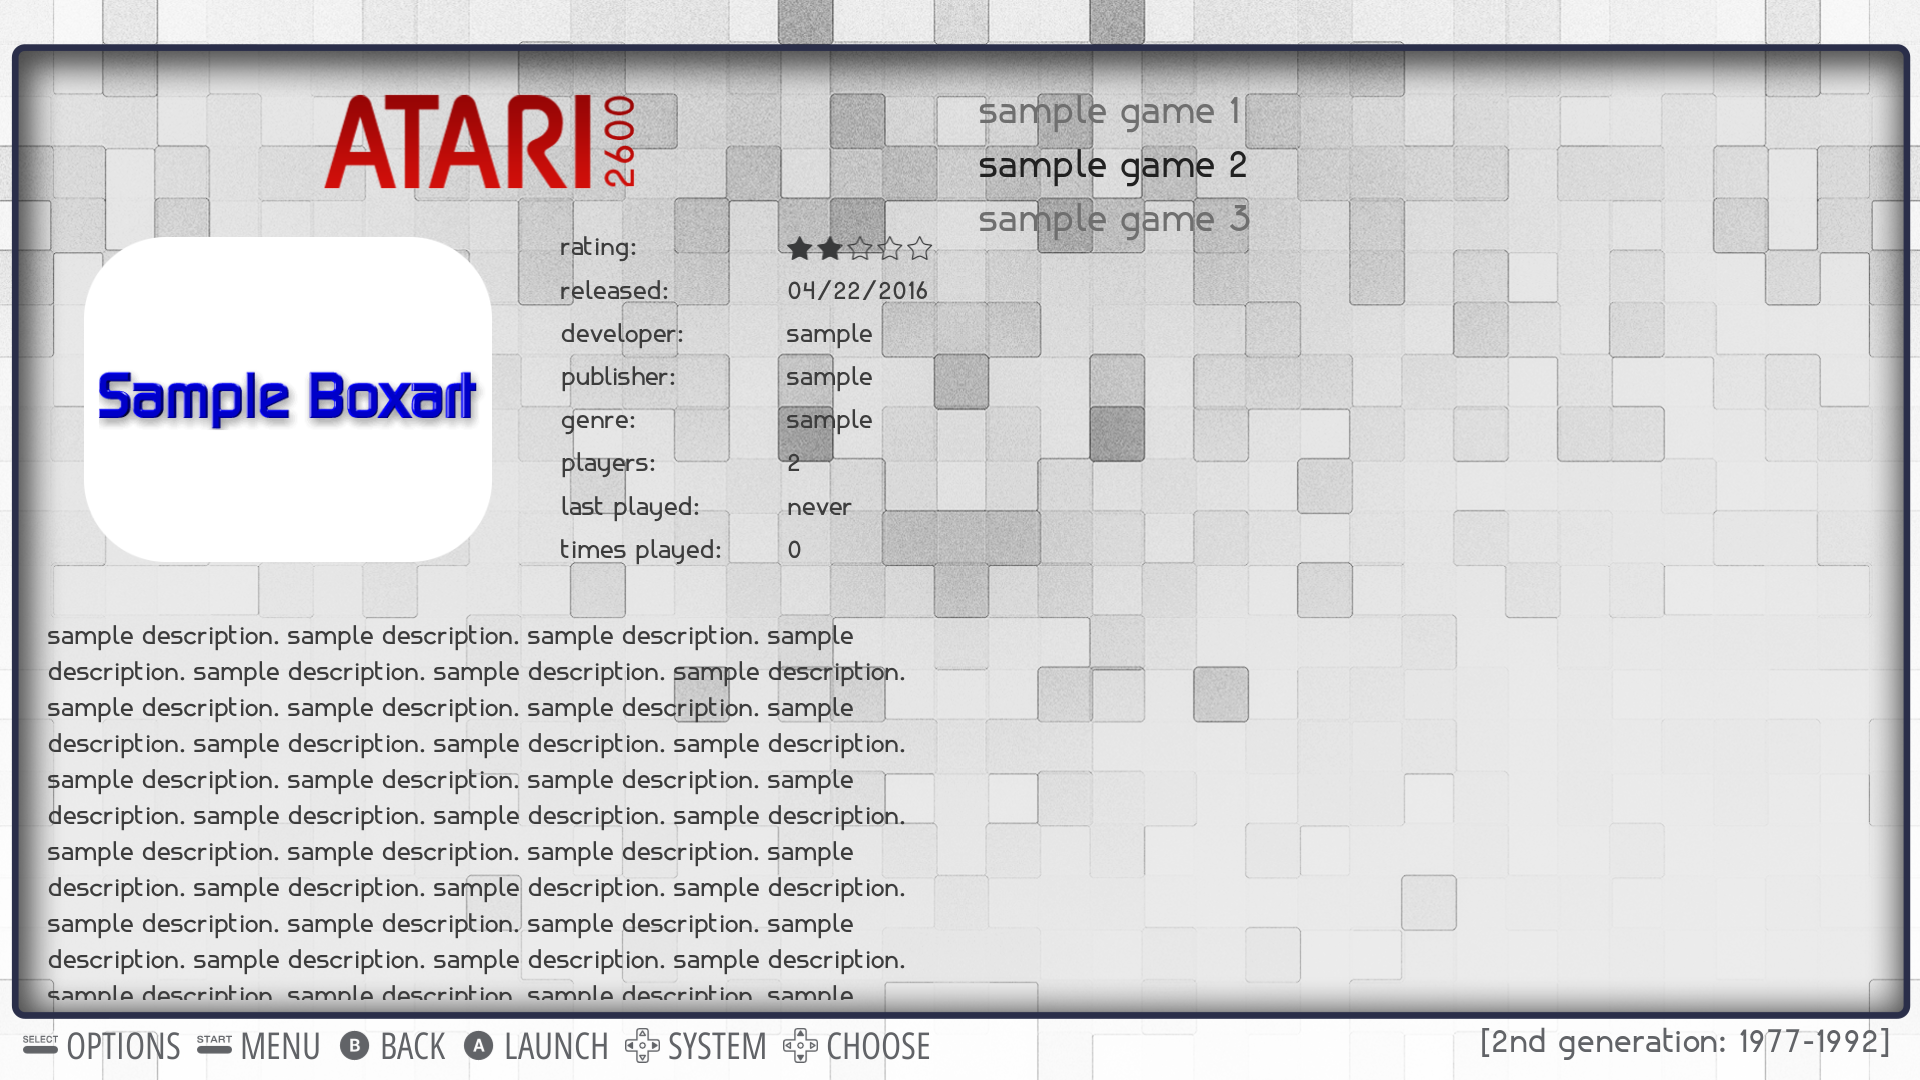 ATARI 2600
sample game 1
sample game 2
sample game 3
Sample Boxart
rating:
released: 04/22/2016
developer: sample
publisher: sample
genre: sample
players: 2
last played: never
times played: 0
sample description. sample description. sample description. sample
description. sample description. sample description. sample description.
sample description. sample description. sample description. sample
description. sample description. sample description. sample description.
sample description. sample description. sample description. sample
description. sample description. sample description. sample description.
sample description. sample description. sample description. sample
description. sample description. sample description. sample description.
sample description. sample description. sample description. sample
description. sample description. sample description. sample description.
sample description. sample description. sample description. sample
SELECT OPTIONS START MENU B BACK A LAUNCH SYSTEM CHOOSE
[2nd generation: 1977-1992]